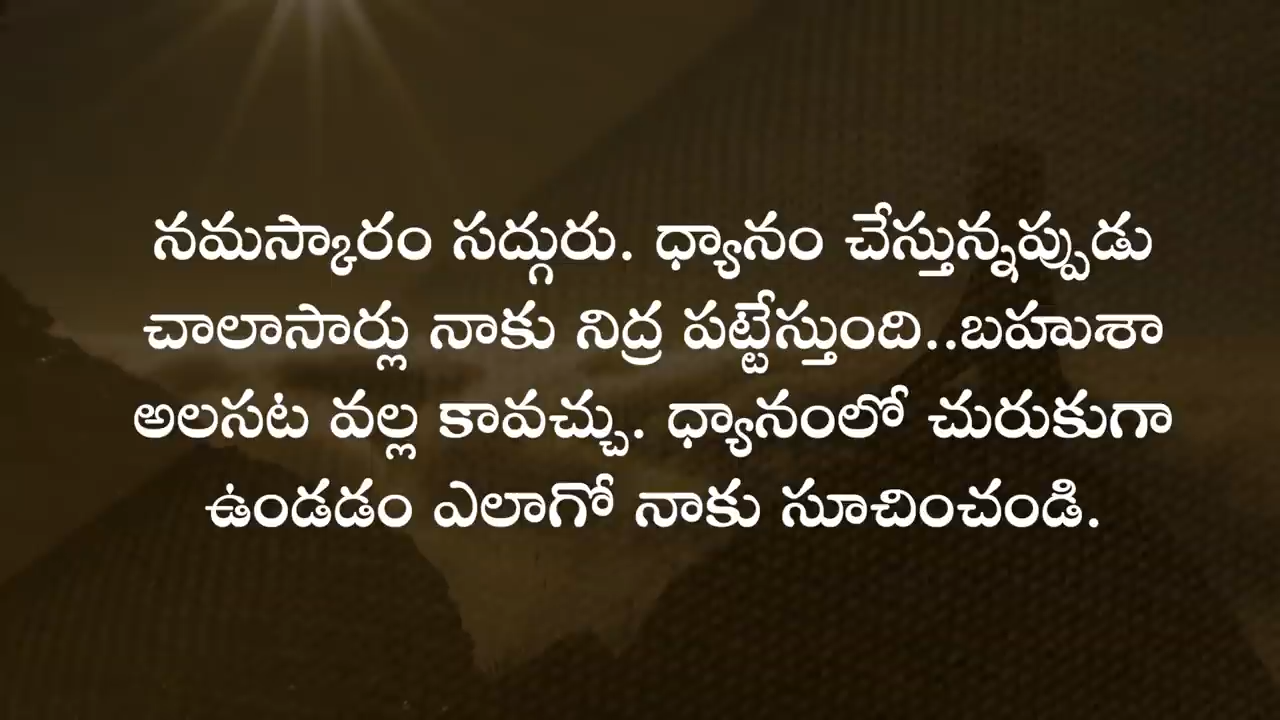 నమస్కారం సద్గురు. ధ్యానం చేస్తున్నప్పుడు
చాలాసార్లు నాకు నిద్ర పట్టేస్తుంది..బహుశా
అలసట వల్ల కావచ్చు. ధ్యానంలో చురుకుగా
ఉండడం ఎలాగో నాకు సూచించండి.